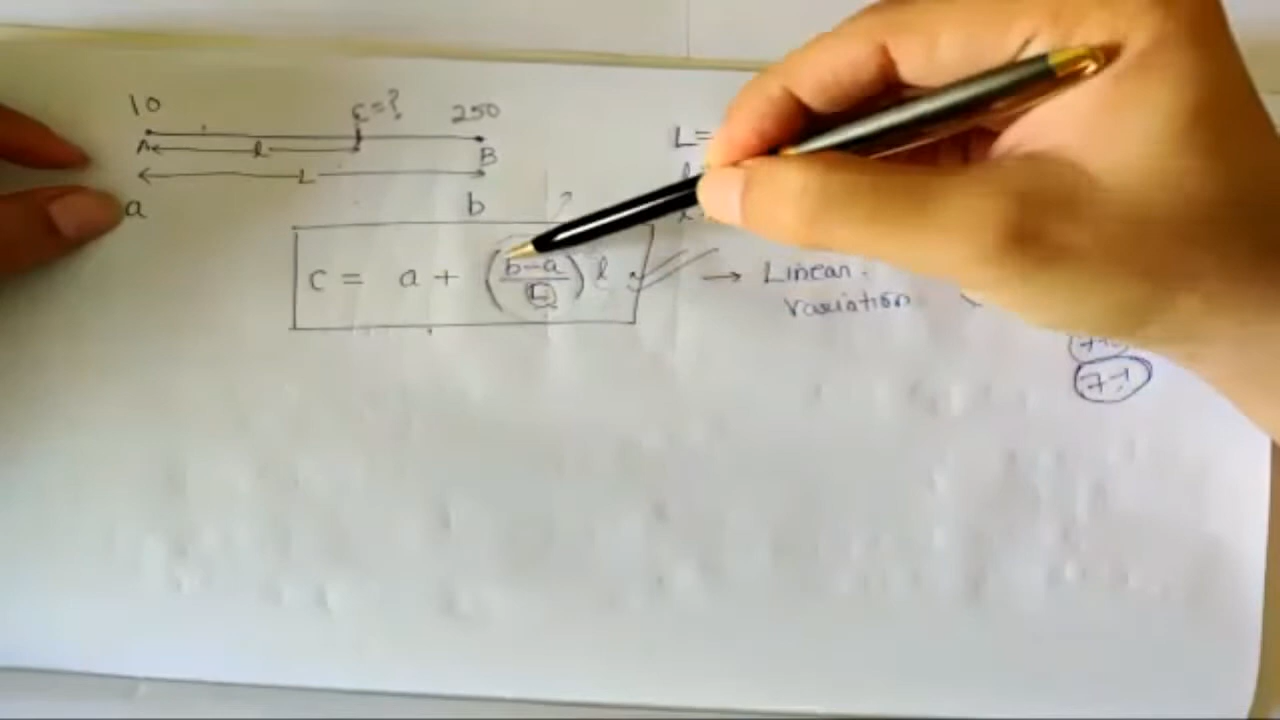 10 c=? 250
A l B
L
a b
L=
c = a + (b-a/L) l
→ Linear
Variation